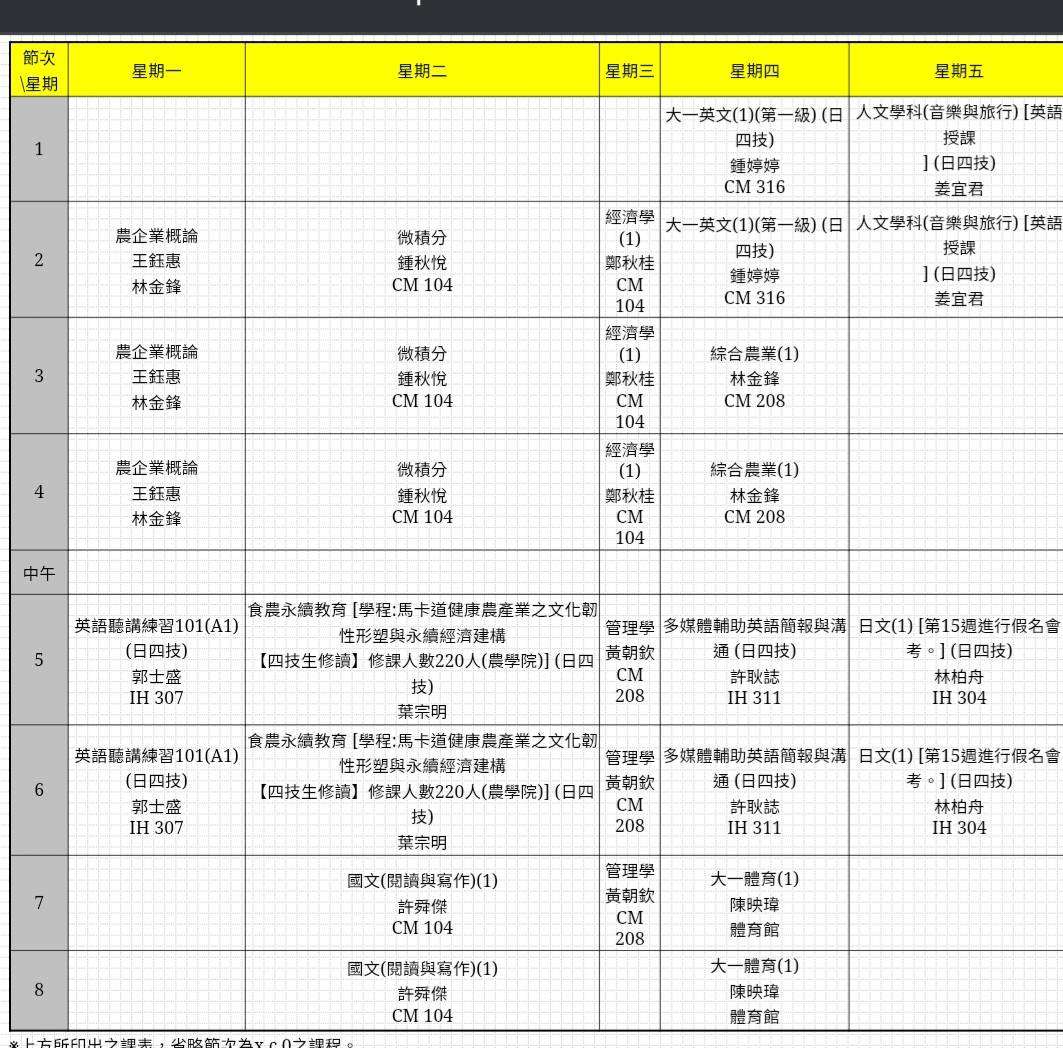 節次
\星期
星期一
星期二
星期三
星期四
星期五
1
大一英文(1)(第一級) (日
四技)
鍾婷婷
CM 316
人文學科(音樂與旅行) [英語
授課
] (日四技)
姜宜君
2
農企業概論
王鈺惠
林金鋒
微積分
鍾秋悅
CM 104
經濟學
(1)
鄭秋桂
CM
104
大一英文(1)(第一級) (日
四技)
鍾婷婷
CM 316
人文學科(音樂與旅行) [英語
授課
] (日四技)
姜宜君
3
農企業概論
王鈺惠
林金鋒
微積分
鍾秋悅
CM 104
經濟學
(1)
鄭秋桂
CM
104
綜合農業(1)
林金鋒
CM 208
4
農企業概論
王鈺惠
林金鋒
微積分
鍾秋悅
CM 104
經濟學
(1)
鄭秋桂
CM
104
綜合農業(1)
林金鋒
CM 208
中午
5
英語聽講練習101(A1)
(日四技)
郭士盛
IH 307
食農永續教育 [學程:馬卡道健康農產業之文化韌
性形塑與永續經濟建構
【四技生修讀】修課人數220人(農學院)] (日四
技)
葉宗明
管理學
黃朝欽
CM
208
多媒體輔助英語簡報與溝
通 (日四技)
許耿誌
IH 311
日文(1) [第15週進行假名會
考。] (日四技)
林柏舟
IH 304
6
英語聽講練習101(A1)
(日四技)
郭士盛
IH 307
食農永續教育 [學程:馬卡道健康農產業之文化韌
性形塑與永續經濟建構
【四技生修讀】修課人數220人(農學院)] (日四
技)
葉宗明
管理學
黃朝欽
CM
208
多媒體輔助英語簡報與溝
通 (日四技)
許耿誌
IH 311
日文(1) [第15週進行假名會
考。] (日四技)
林柏舟
IH 304
7
國文(閱讀與寫作)(1)
許舜傑
CM 104
管理學
黃朝欽
CM
208
大一體育(1)
陳映瑋
體育館
8
國文(閱讀與寫作)(1)
許舜傑
CM 104
大一體育(1)
陳映瑋
體育館
※上方所印出之課表，省略節次為x,c,0之課程。